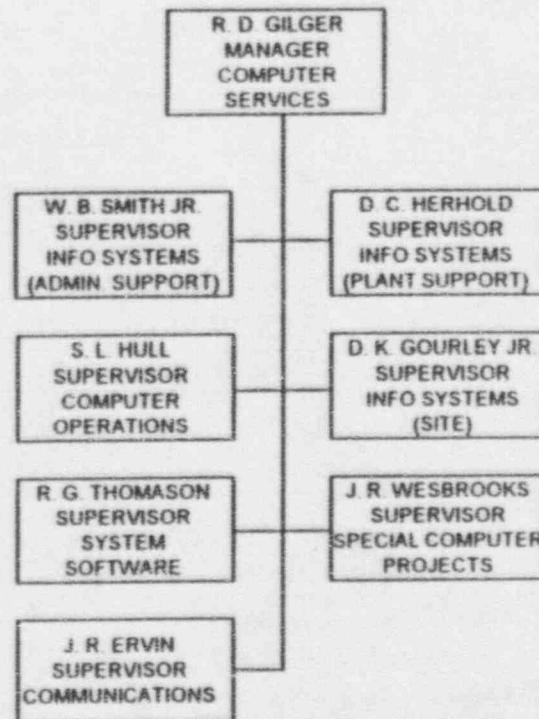 R. D. GILGER
MANAGER
COMPUTER
SERVICES
W. B. SMITH JR.
SUPERVISOR
INFO SYSTEMS
(ADMIN. SUPPORT)
D. C. HERHOLD
SUPERVISOR
INFO SYSTEMS
(PLANT SUPPORT)
S. L. HULL
SUPERVISOR
COMPUTER
OPERATIONS
D. K. GOURLEY JR.
SUPERVISOR
INFO SYSTEMS
(SITE)
R. G. THOMASON
SUPERVISOR
SYSTEM
SOFTWARE
J. R. WESBROOKS
SUPERVISOR
SPECIAL COMPUTER
PROJECTS
J. R. ERVIN
SUPERVISOR
COMMUNICATIONS